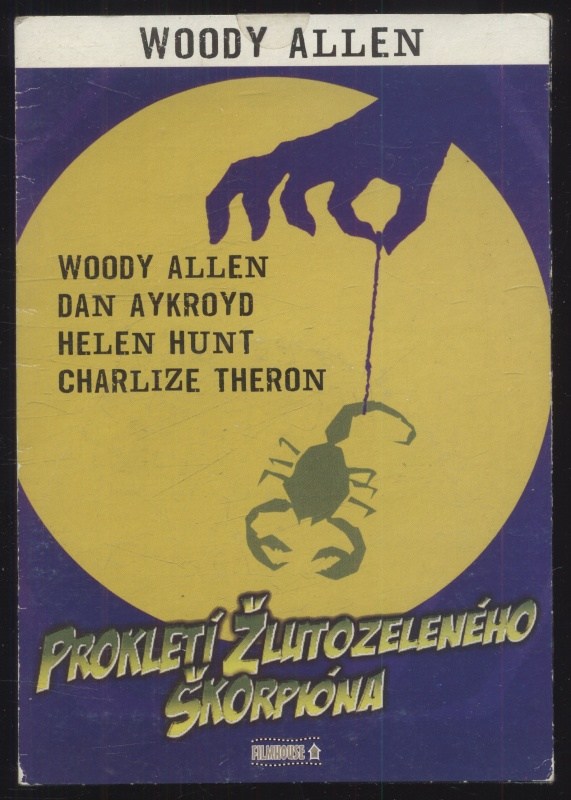 WOODY ALLEN
WOODY ALLEN
DAN AYKROYD
HELEN HUNT
CHARLIZE THERON
PROKLETÍ ŽLUTOZELENÉHO
ŠKORPIÓNA
FILMHOUSE